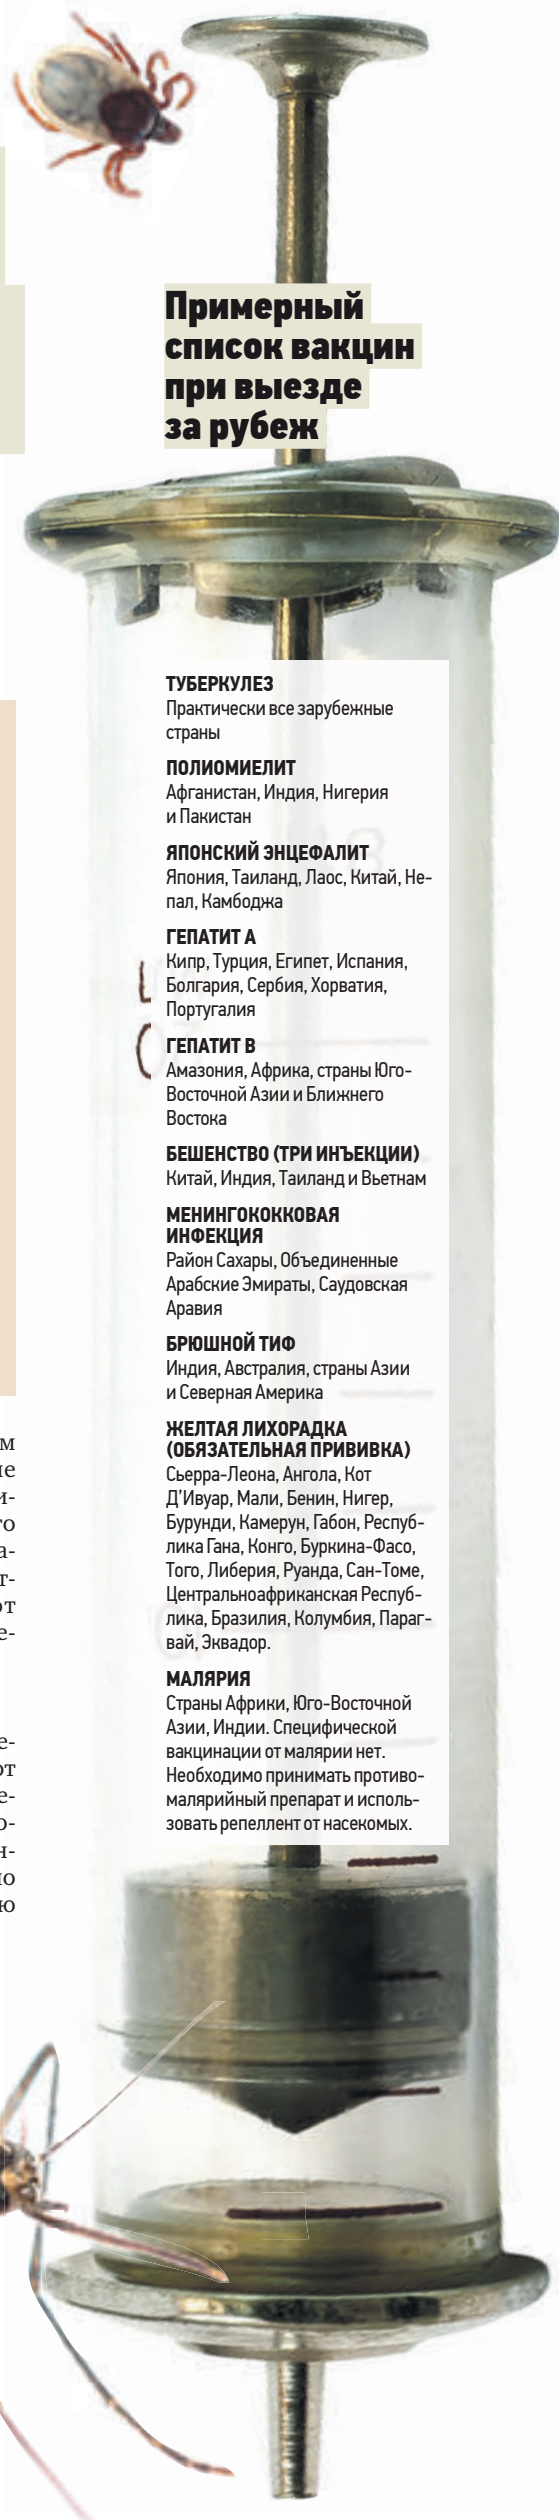 Примерный
список вакцин
при выезде
за рубеж
ТУБЕРКУЛЕЗ
Практически все зарубежные
страны
ПОЛИОМИЕЛИТ
Афганистан, Индия, Нигерия
и Пакистан
ЯПОНСКИЙ ЭНЦЕФАЛИТ
Япония, Таиланд, Лаос, Китай, Не-
пал, Камбоджа
ГЕПАТИТ А
Кипр, Турция, Египет, Испания,
Болгария, Сербия, Хорватия,
Португалия
ГЕПАТИТ В
Амазония, Африка, страны Юго-
Восточной Азии и Ближнего
Востока
БЕШЕНСТВО (ТРИ ИНЪЕКЦИИ)
Китай, Индия, Таиланд и Вьетнам
МЕНИНГОКОККОВАЯ
ИНФЕКЦИЯ
Район Сахары, Объединенные
Арабские Эмираты, Саудовская
Аравия
БРЮШНОЙ ТИФ
Индия, Австралия, страны Азии
и Северная Америка
ЖЕЛТАЯ ЛИХОРАДКА
(ОБЯЗАТЕЛЬНАЯ ПРИВИВКА)
Сьерра-Леона, Ангола, Кот
Д’Ивуар, Мали, Бенин, Нигер,
Бурунди, Камерун, Габон, Респуб-
лика Гана, Конго, Буркина-Фасо,
Того, Либерия, Руанда, Сан-Томе,
Центральноафриканская Респуб-
лика, Бразилия, Колумбия, Параг-
вай, Эквадор.
МАЛЯРИЯ
Страны Африки, Юго-Восточной
Азии, Индии. Специфической
вакцинации от малярии нет.
Необходимо принимать противо-
малярийный препарат и исполь-
зовать репеллент от насекомых.